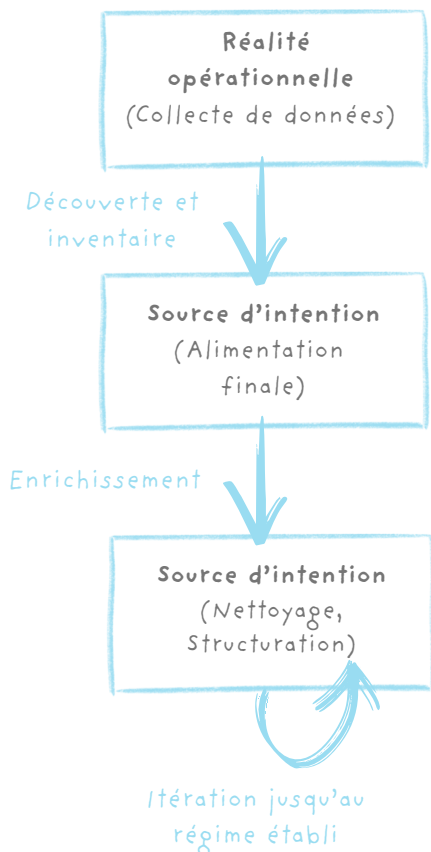 Réalité
opérationnelle
(Collecte de données)
Découverte et
inventaire
Source d'intention
(Alimentation
finale)
Enrichissement
Source d'intention
(Nettoyage,
Structuration)
Itération jusqu'au
régime établi